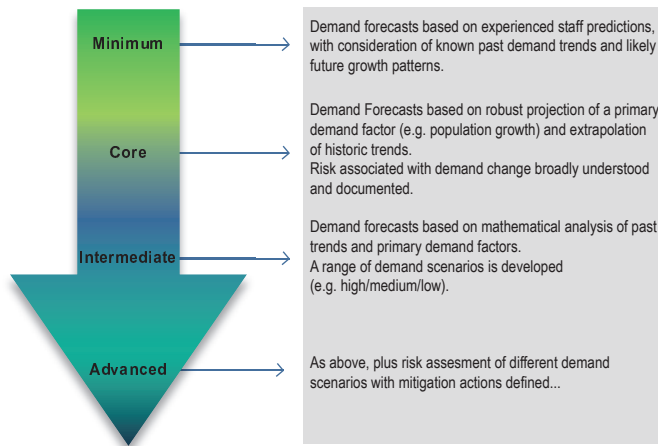 Minimum
Demand forecasts based on experienced staff predictions,
with consideration of known past demand trends and likely
future growth patterns.
Core
Demand Forecasts based on robust projection of a primary
demand factor (e.g. population growth) and extrapolation
of historic trends.
Risk associated with demand change broadly understood
and documented.
Intermediate
Demand forecasts based on mathematical analysis of past
trends and primary demand factors.
A range of demand scenarios is developed
(e.g. high/medium/low).
Advanced
As above, plus risk assesment of different demand
scenarios with mitigation actions defined...